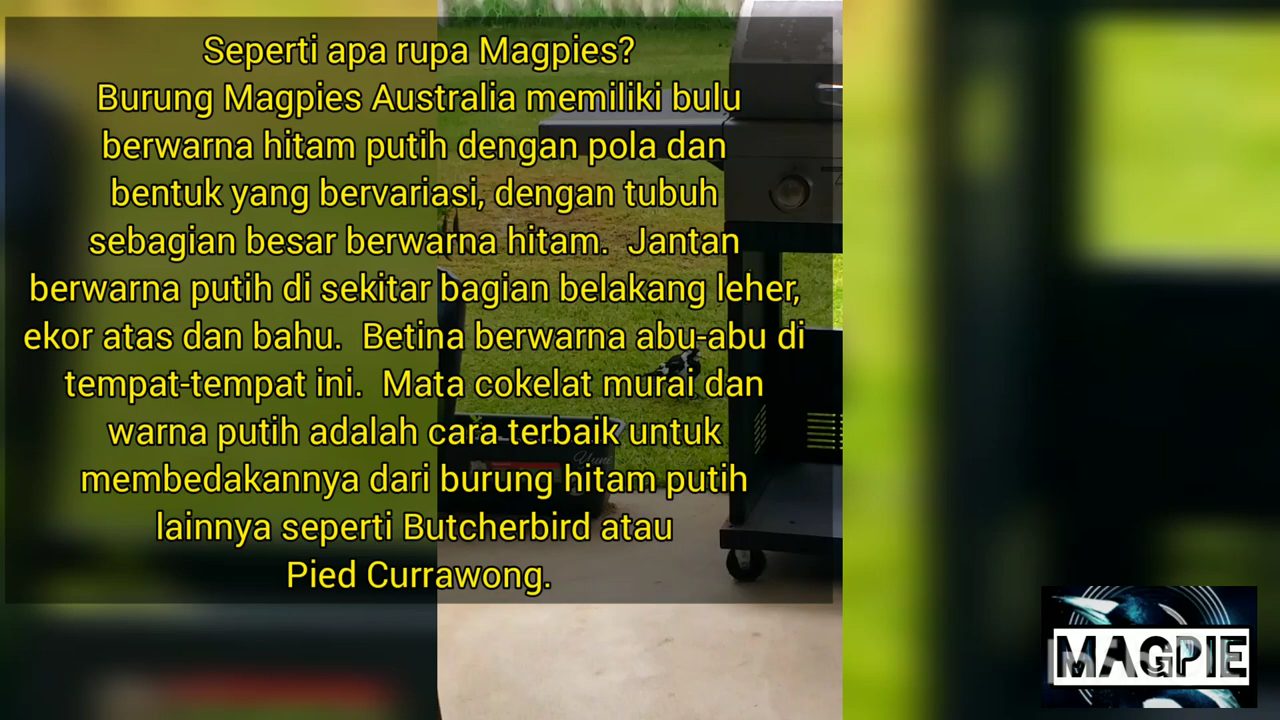 Seperti apa rupa Magpies?
Burung Magpies Australia memiliki bulu
berwarna hitam putih dengan pola dan
bentuk yang bervariasi, dengan tubuh
sebagian besar berwarna hitam.  Jantan
berwarna putih di sekitar bagian belakang leher,
ekor atas dan bahu.  Betina berwarna abu-abu di
tempat-tempat ini.  Mata cokelat murai dan
warna putih adalah cara terbaik untuk
membedakannya dari burung hitam putih
lainnya seperti Butcherbird atau
Pied Currawong.
Yuni
MAGPIE